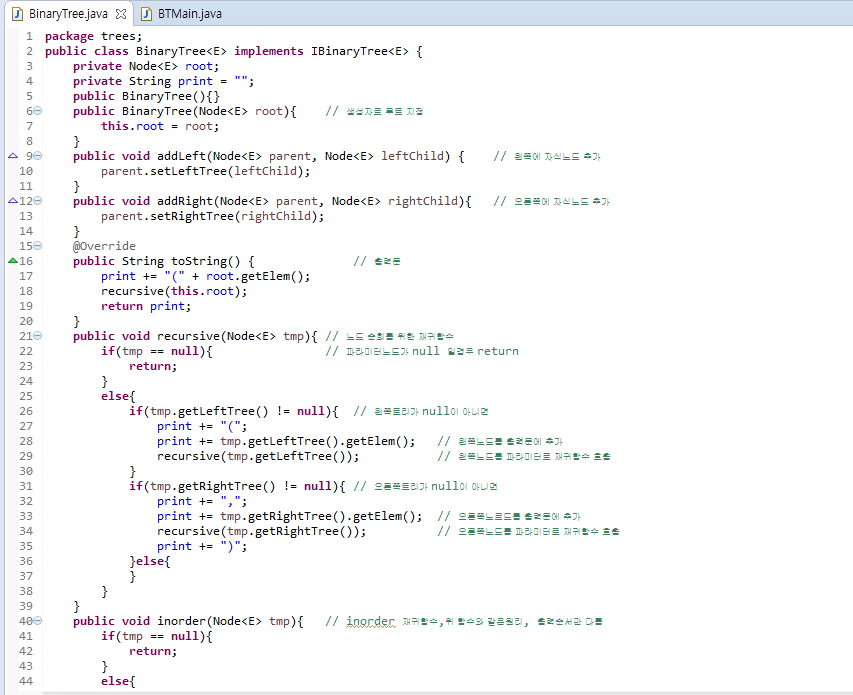 BinaryTree.java BTMain.java
1 package trees;
2 public class BinaryTree<E> implements IBinaryTree<E> {
3 private Node<E> root;
4 private String print = "";
5 public BinaryTree(){}
6 public BinaryTree(Node<E> root){ // 생성자로 루트 지정
7 this.root = root;
8 }
9 public void addLeft(Node<E> parent, Node<E> leftChild) { // 왼쪽에 자식노드 추가
10 parent.setLeftTree(leftChild);
11 }
12 public void addRight(Node<E> parent, Node<E> rightChild){ // 오른쪽에 자식노드 추가
13 parent.setRightTree(rightChild);
14 }
15 @Override
16 public String toString() { // 출력문
17 print += "(" + root.getElem();
18 recursive(this.root);
19 return print;
20 }
21 public void recursive(Node<E> tmp){ // 노드 순회를 위한 재귀함수
22 if(tmp == null){ // 파라미터노드가 null 일경우 return
23 return;
24 }
25 else{
26 if(tmp.getLeftTree() != null){ // 왼쪽트리가 null이 아니면
27 print += "(";
28 print += tmp.getLeftTree().getElem(); // 왼쪽노드를 출력문에 추가
29 recursive(tmp.getLeftTree()); // 왼쪽노드를 파라미터로 재귀함수 호출
30 }
31 if(tmp.getRightTree() != null){ // 오른쪽트리가 null이 아니면
32 print += ",";
33 print += tmp.getRightTree().getElem(); // 오른쪽노르드를 출력문에 추가
34 recursive(tmp.getRightTree()); // 오른쪽노드를 파라미터로 재귀함수 호출
35 print += ")";
36 }else{
37 }
38 }
39 }
40 public void inorder(Node<E> tmp){ // inorder 재귀함수,위 함수와 같은원리, 출력순서만 다름
41 if(tmp == null){
42 return;
43 }
44 else{